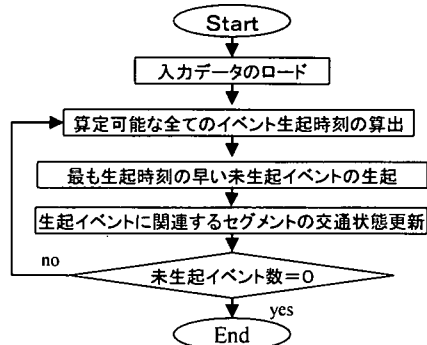 Start
入力データのロード
算定可能な全てのイベント生起時刻の算出
最も生起時刻の早い未生起イベントの生起
生起イベントに関連するセグメントの交通状態更新
no
未生起イベント数=0
yes
End